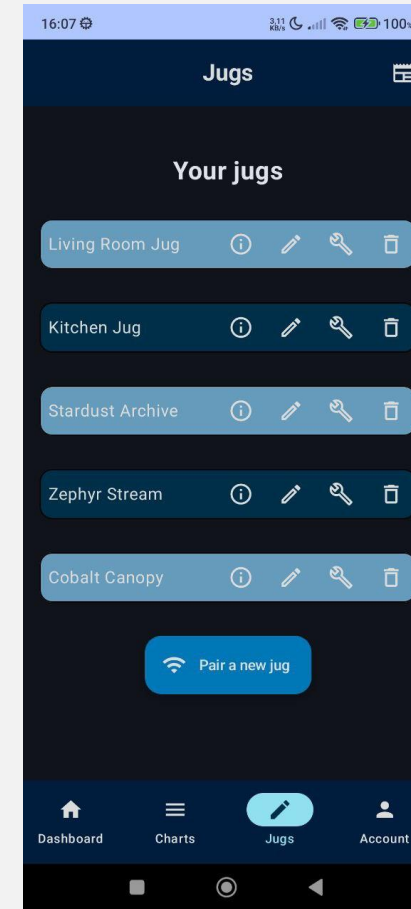 16:07 3,11 KB/s 100
Jugs
Your jugs
Living Room Jug
Kitchen Jug
Stardust Archive
Zephyr Stream
Cobalt Canopy
Pair a new jug
Dashboard Charts Jugs Account